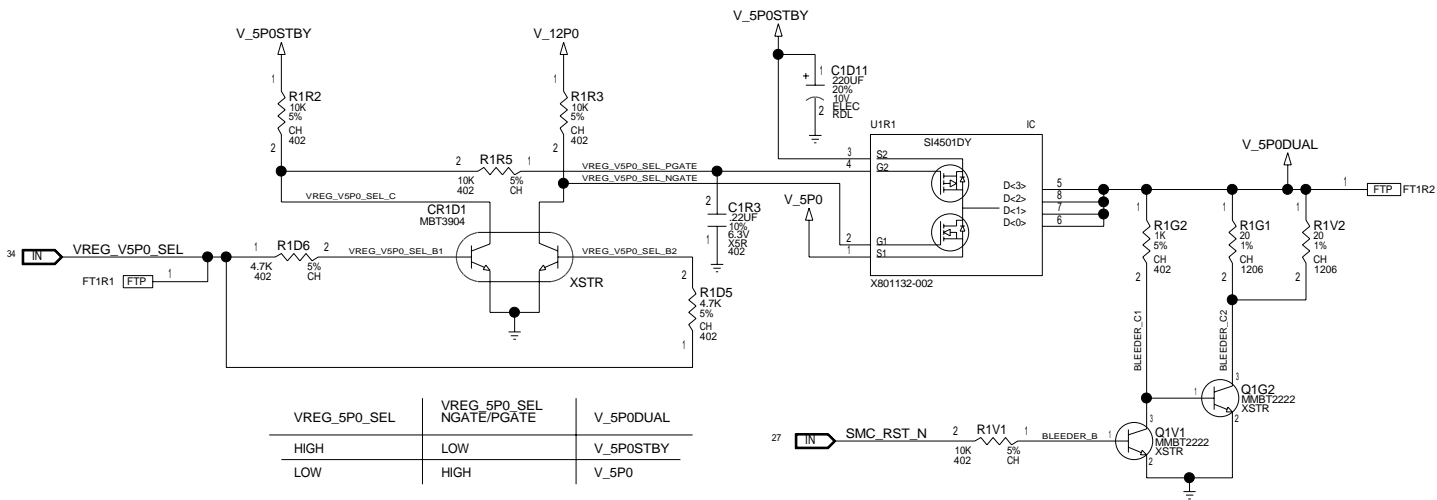 V_5P0STBY
1
R1R2
10K
5%
CH
402
2
V_12P0
1
R1R3
10K
5%
CH
402
2
2 R1R5 1
10K 5%
402 CH
VREG_V5P0_SEL_PGATE
VREG_V5P0_SEL_NGATE
VREG_V5P0_SEL_C
CR1D1
MBT3904
XSTR
34 IN VREG_V5P0_SEL
FT1R1 FTP 1
1 R1D6 2
4.7K 5%
402 CH
VREG_V5P0_SEL_B1
VREG_V5P0_SEL_B2
2
R1D5
4.7K
5%
CH
402
1
2
C1R3
.22UF
10%
6.3V
X5R
402
1
V_5P0STBY
1
+
C1D11
220UF
20%
10V
ELEC
RDL
2
V_5P0
U1R1 IC
SI4501DY
3 S2
4 G2
2 G1
1 S1
D<3> 5
D<2> 8
D<1> 7
D<0> 6
X801132-002
V_5P0DUAL
1 FTP FT1R2
1
R1G2
1K
5%
CH
402
2
1
R1G1
20
1%
CH
1206
2
1
R1V2
20
1%
CH
1206
2
BLEEDER_C1
BLEEDER_C2
3
1
Q1G2
MMBT2222
XSTR
2
3
1
Q1V1
MMBT2222
XSTR
2
27 IN SMC_RST_N
2 R1V1 1
10K 5%
402 CH
BLEEDER_B
VREG_5P0_SEL VREG_5P0_SEL NGATE/PGATE V_5P0DUAL
HIGH LOW V_5P0STBY
LOW HIGH V_5P0